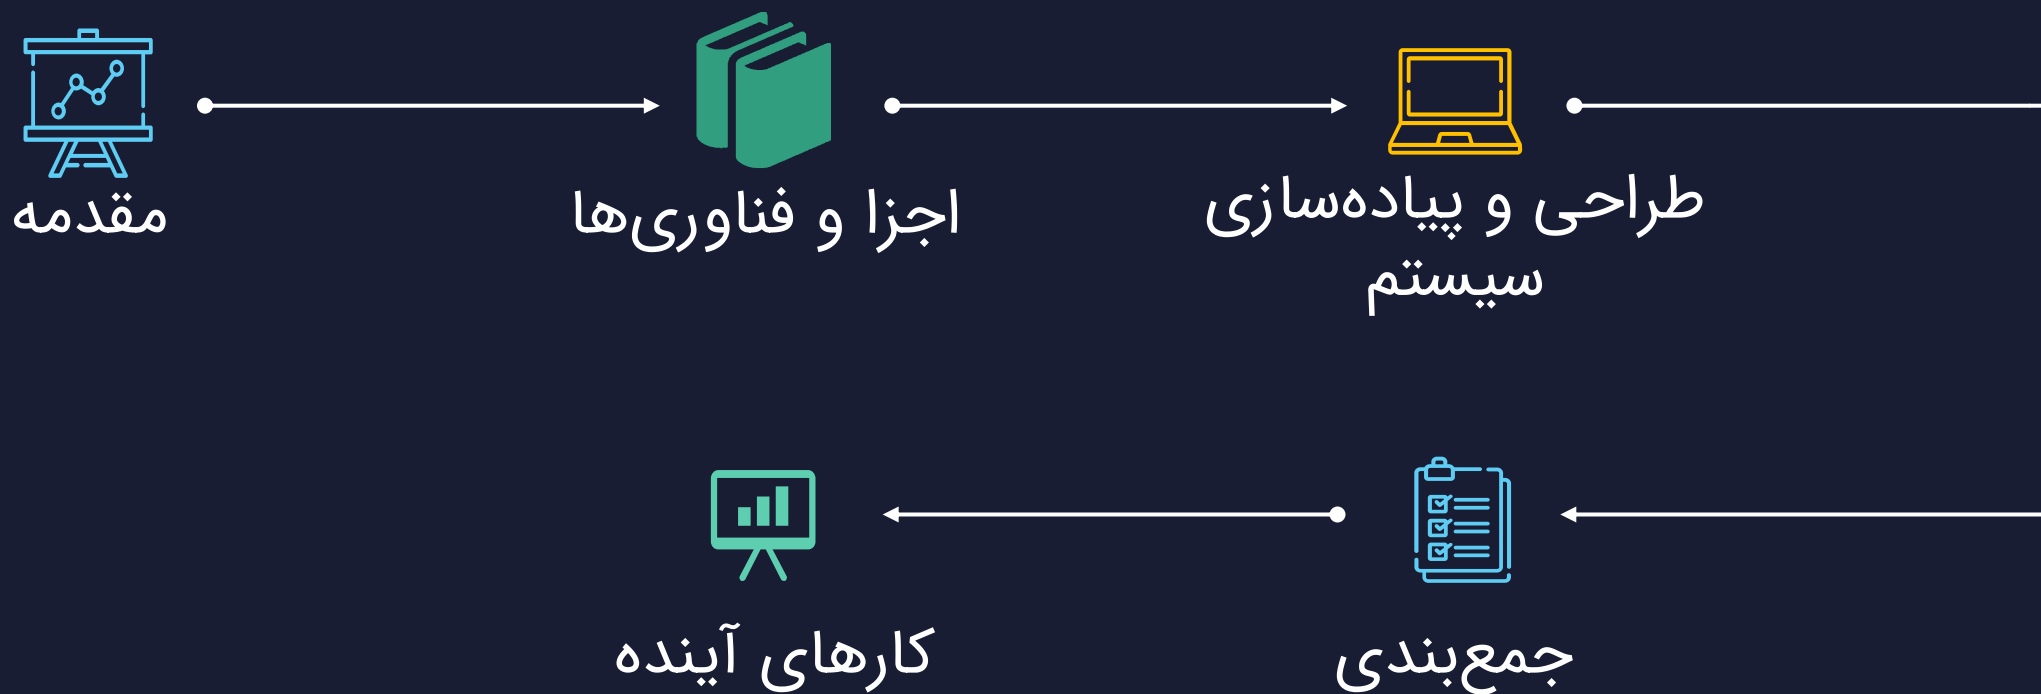 مقدمه
اجزا و فناوری‌ها
طراحی و پیاده‌سازی
سیستم
جمع‌بندی
کارهای آینده